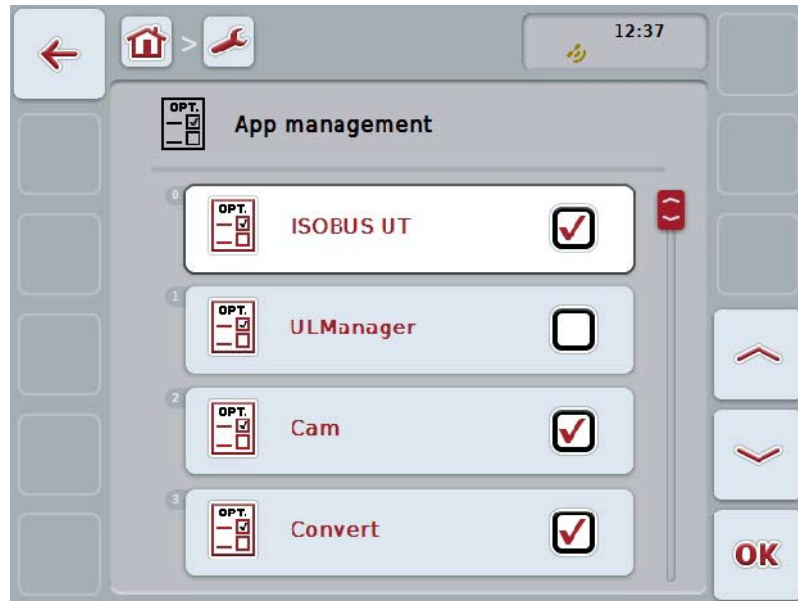 12:37
>
OPT.
App management
0
OPT.
ISOBUS UT
1
OPT.
ULManager
2
OPT.
Cam
3
OPT.
Convert
OK